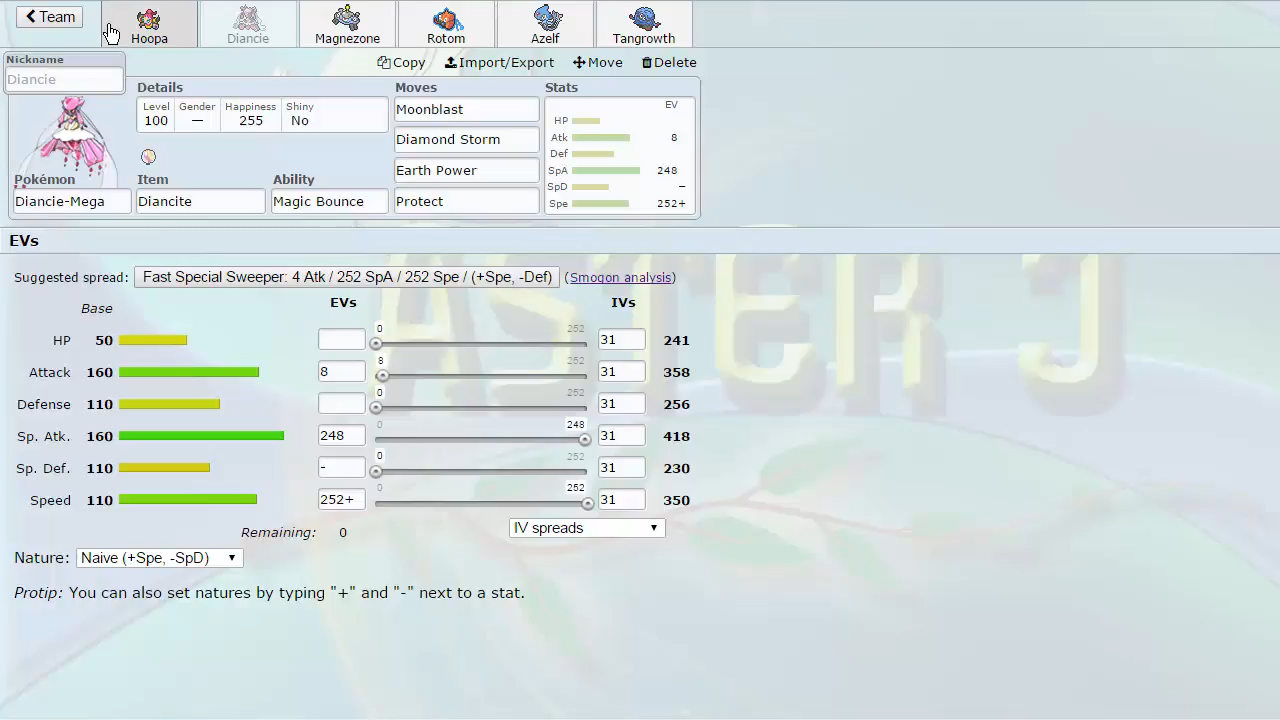 Team
Hoopa
Diancie
Magnezone
Rotom
Azelf
Tangrowth
Copy
Import/Export
Move
Delete
Nickname
Diancie
Details
Level
100
Gender
—
Happiness
255
Shiny
No
Pokémon
Diancie-Mega
Item
Diancite
Ability
Magic Bounce
Moves
Moonblast
Diamond Storm
Earth Power
Protect
Stats
EV
HP
Atk 8
Def
SpA 248
SpD –
Spe 252+
EVs
Suggested spread: Fast Special Sweeper: 4 Atk / 252 SpA / 252 Spe / (+Spe, -Def) (Smogon analysis)
Base EVs IVs
HP 50 0 252 31 241
Attack 160 8 8 252 31 358
Defense 110 0 252 31 256
Sp. Atk. 160 248 0 248 252 31 418
Sp. Def. 110 - 0 252 31 230
Speed 110 252+ 0 252 31 350
Remaining: 0
IV spreads
Nature: Naive (+Spe, -SpD)
Protip: You can also set natures by typing "+" and "-" next to a stat.
ASTER J